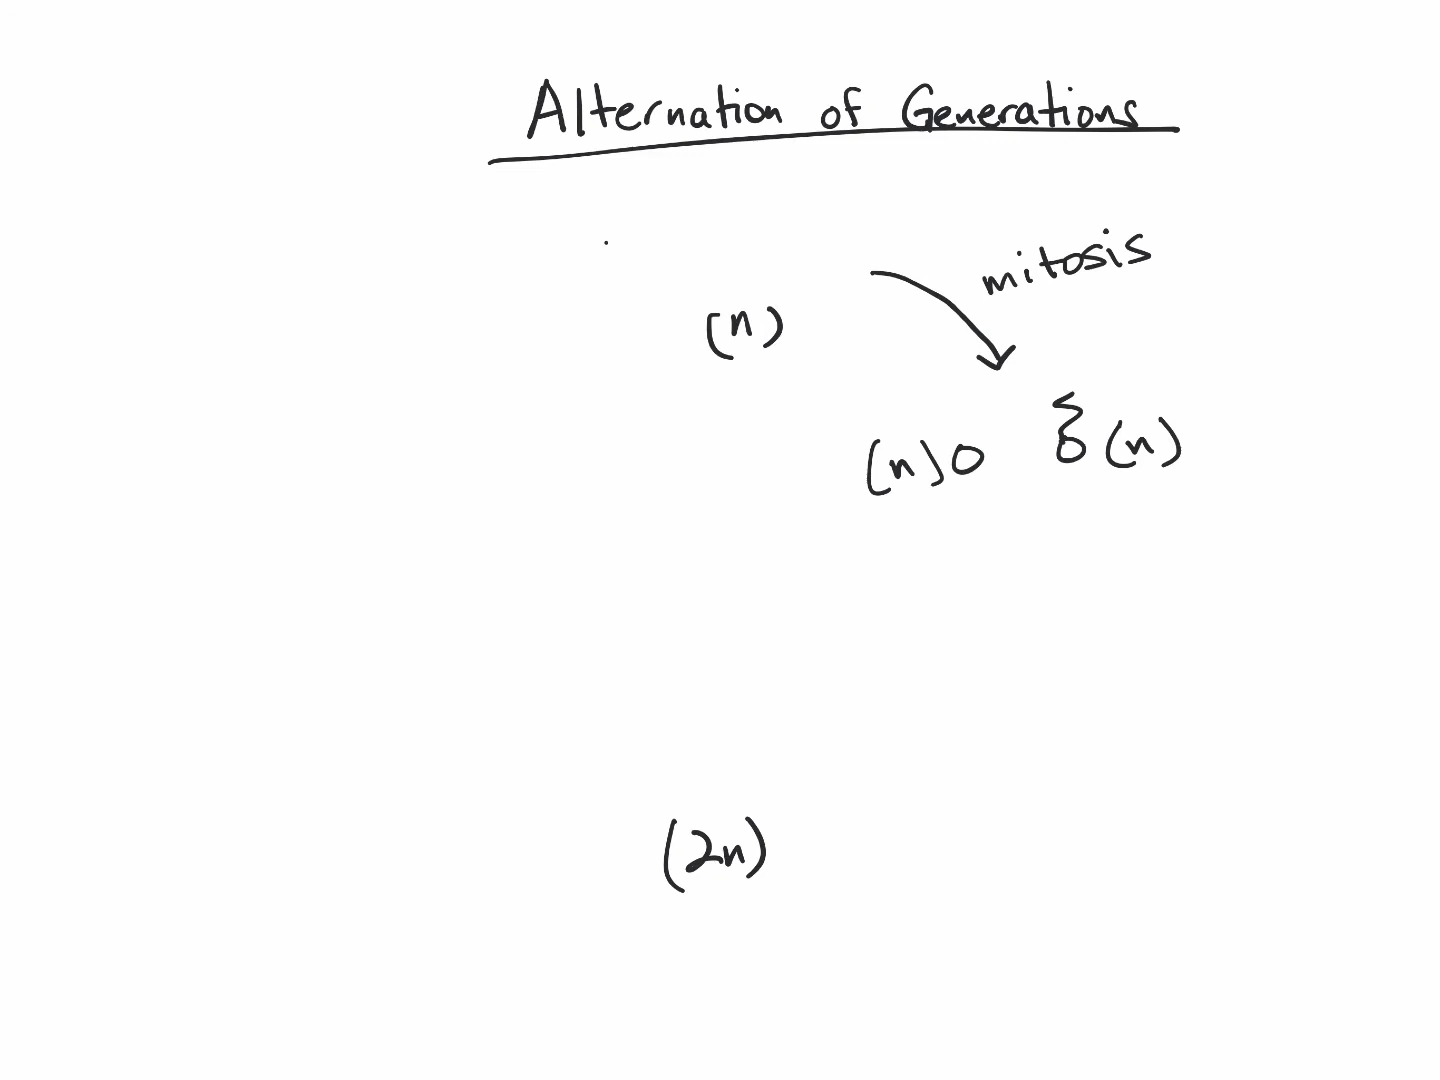 Alternation of Generations
mitosis
(n)
(n) (n)
(2n)